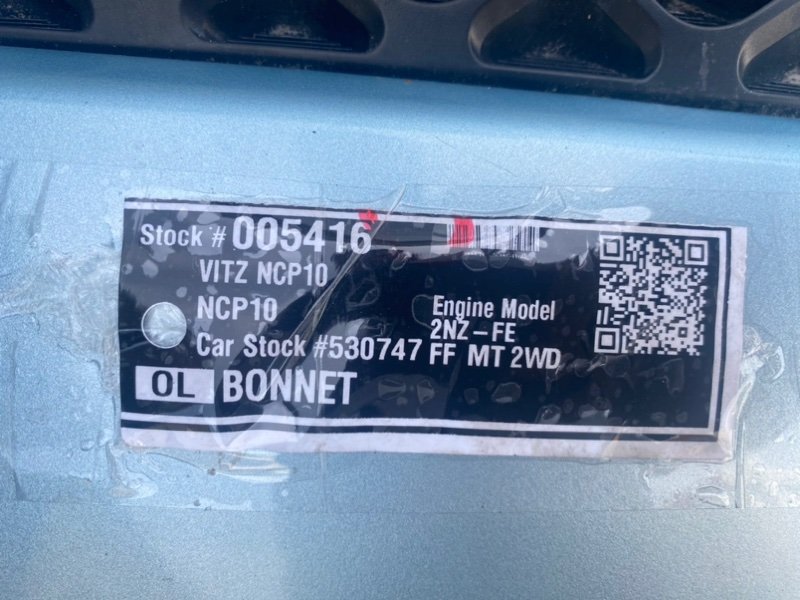 Stock # 005416
VITZ NCP10
NCP10
Engine Model
2NZ-FE
Car Stock #530747 FF MT 2WD
OL BONNET